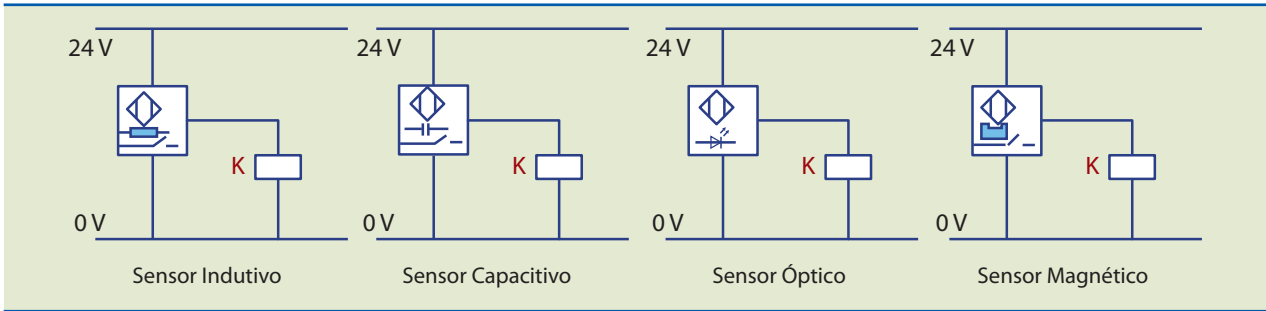 24 V
K
0 V
Sensor Indutivo
24 V
K
0 V
Sensor Capacitivo
24 V
K
0 V
Sensor Óptico
24 V
K
0 V
Sensor Magnético